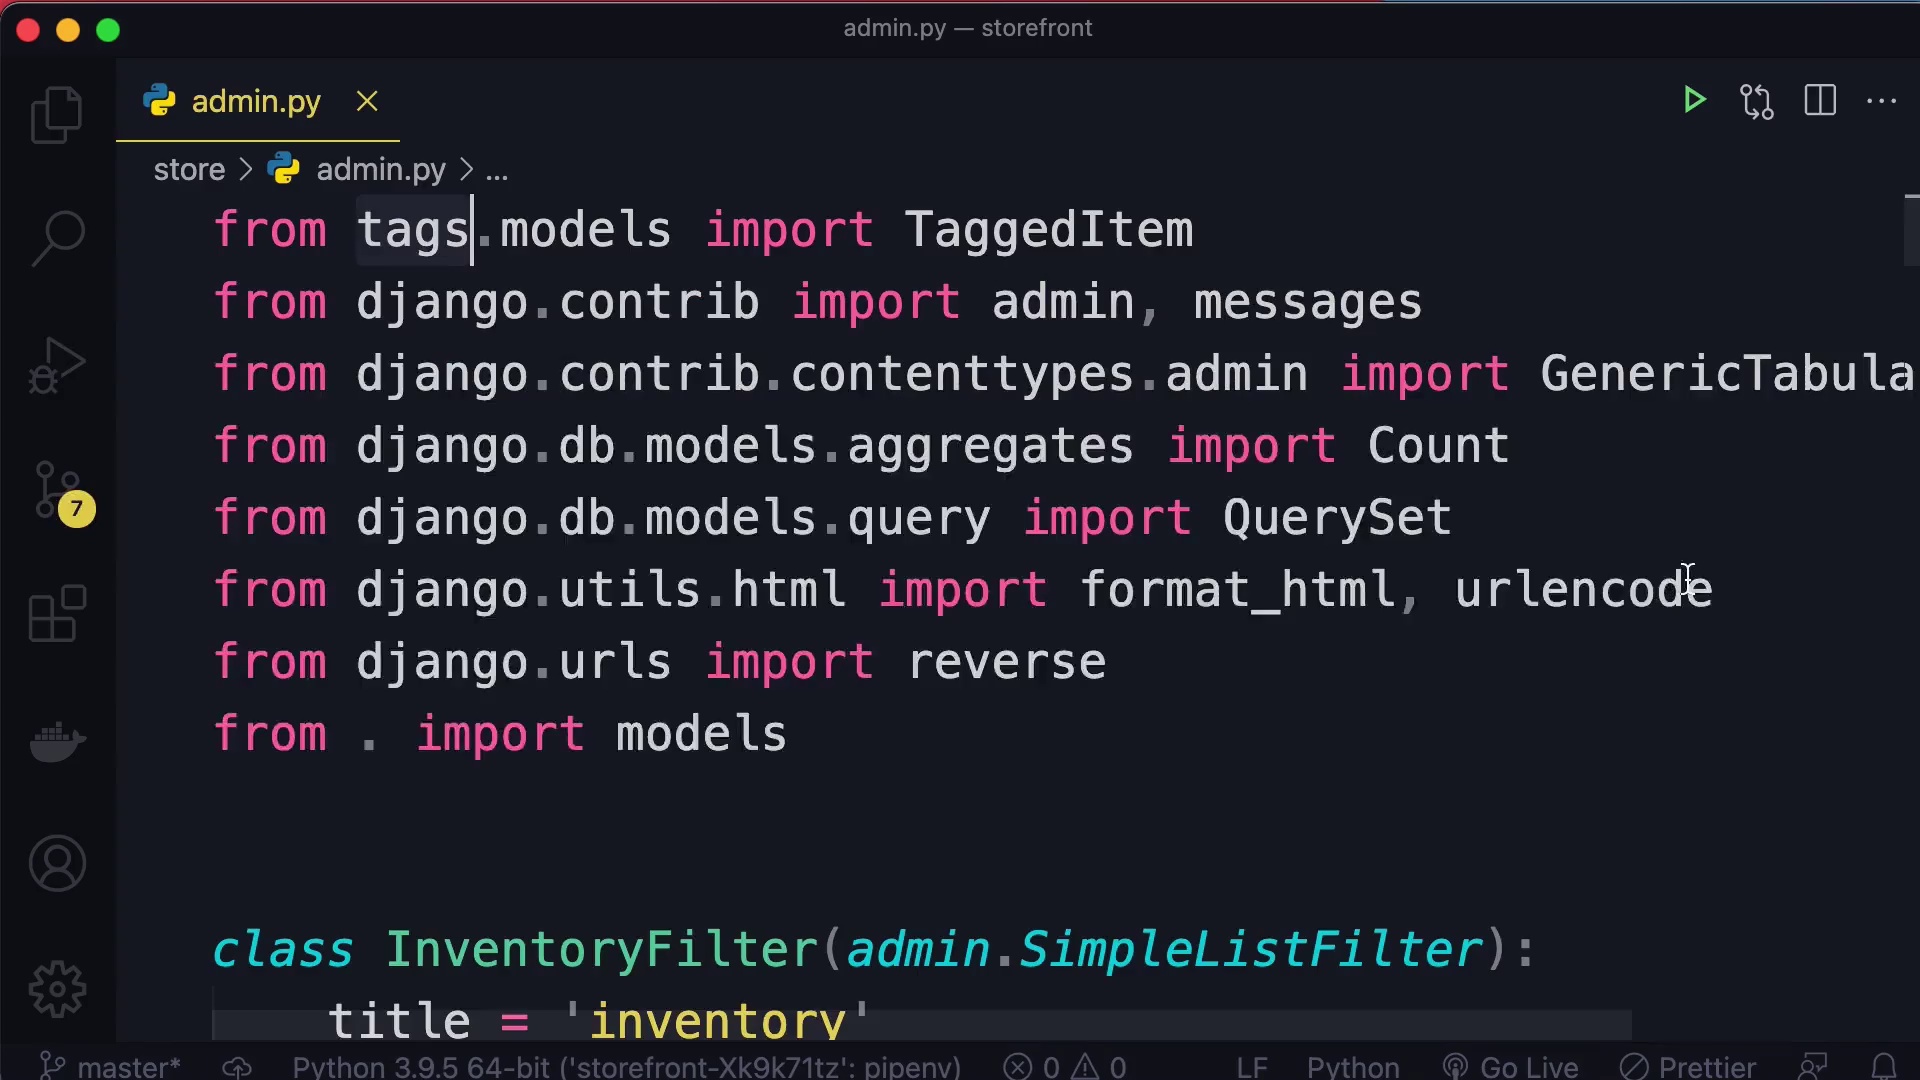 admin.py — storefront
admin.py
store > admin.py > ...
from tags.models import TaggedItem
from django.contrib import admin, messages
from django.contrib.contenttypes.admin import GenericTabula
from django.db.models.aggregates import Count
from django.db.models.query import QuerySet
from django.utils.html import format_html, urlencode
from django.urls import reverse
from . import models
7
class InventoryFilter(admin.SimpleListFilter):
title = 'inventory'
master* Python 3.9.5 64-bit ('storefront-Xk9k71tz': pipenv) 0 0 LF Python Go Live Prettier